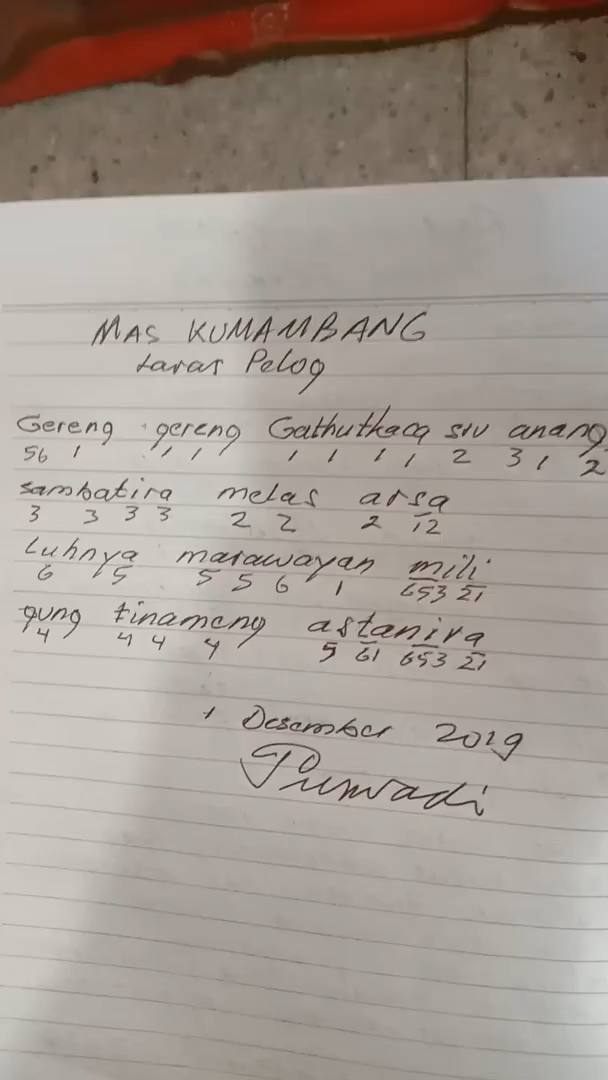 MAS KUMAMBANG
Laras Pelog
Gereng gereng Gathutkaca sru anang
56 1 1 1 1 1 1 1 1 2 3 1 2
sambatira melas arsa
3 3 3 3 2 2 2 12
Luhnya marawayan mili
6 5 5 5 6 1 653 21
gung tinameng astanira
4 4 4 4 5 61 653 21
1 Desember 2019
Purwadi